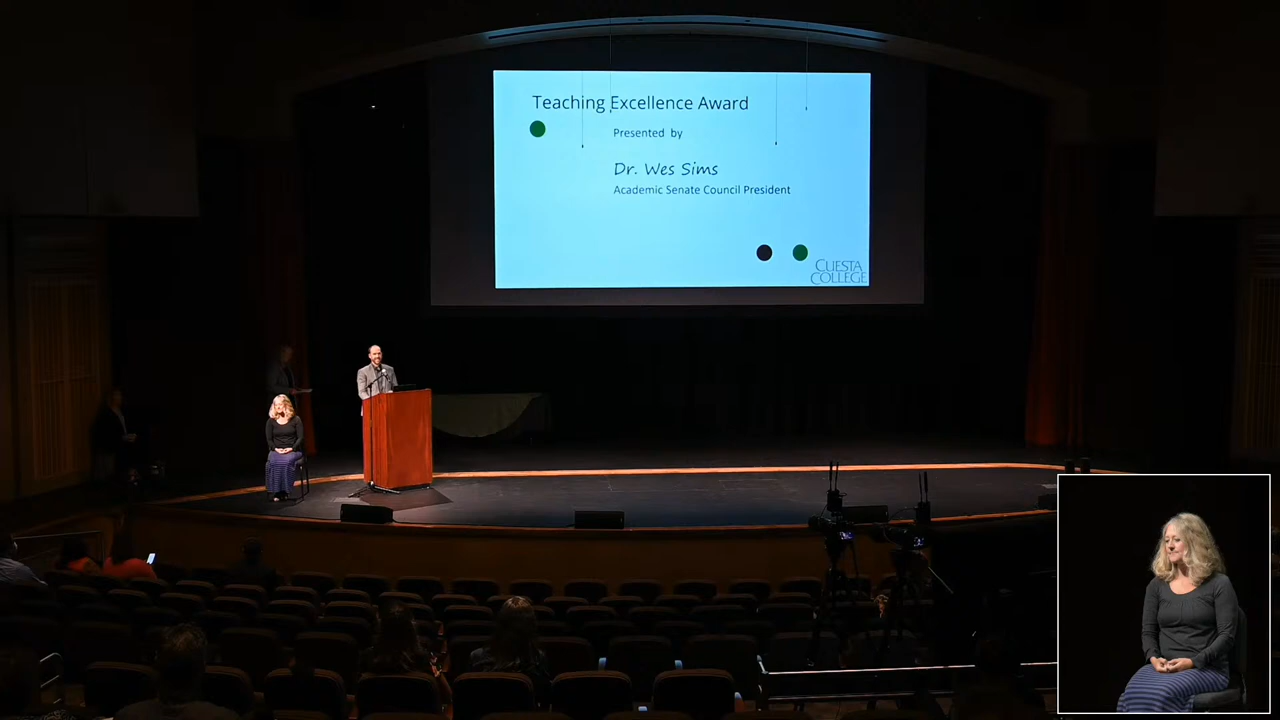 Teaching Excellence Award
Presented by
Dr. Wes Sims
Academic Senate Council President
CUESTA
COLLEGE